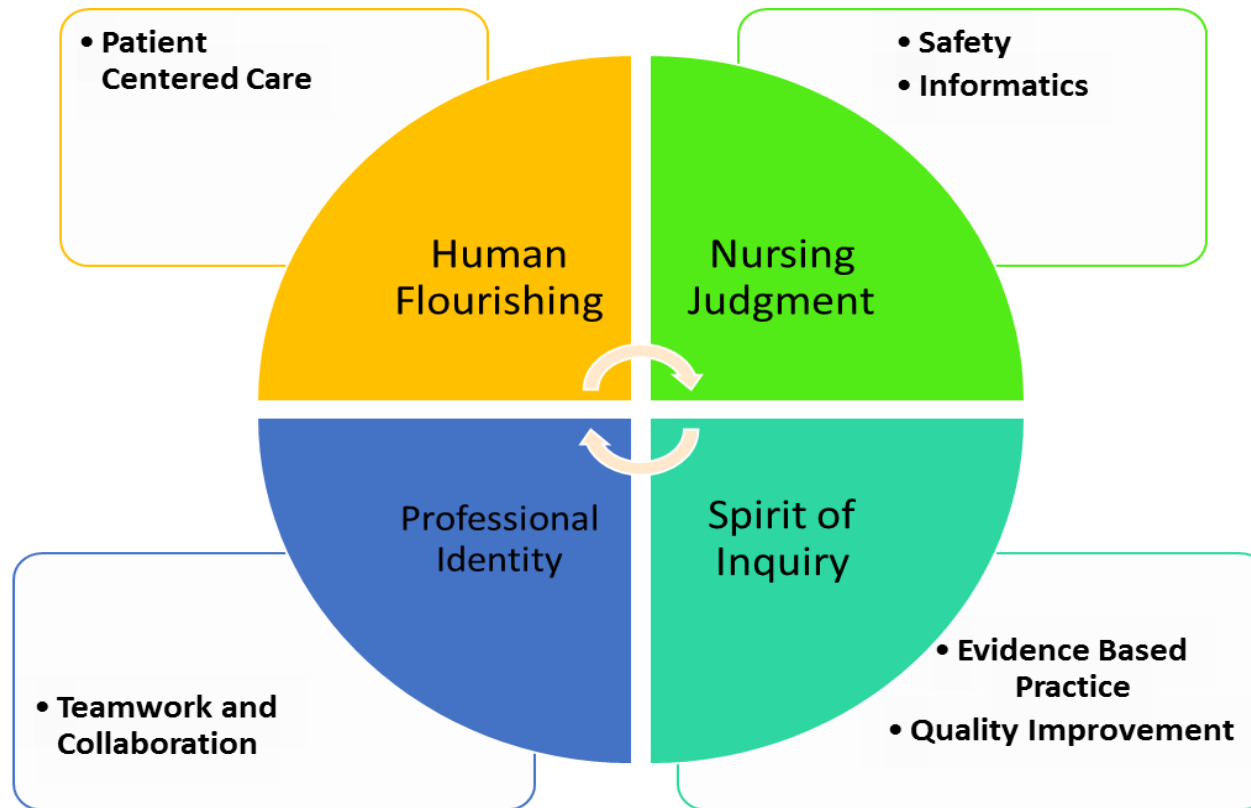 • Patient
Centered Care
• Safety
• Informatics
Human
Flourishing
Nursing
Judgment
Professional
Identity
Spirit of
Inquiry
• Teamwork and
Collaboration
• Evidence Based
Practice
• Quality Improvement